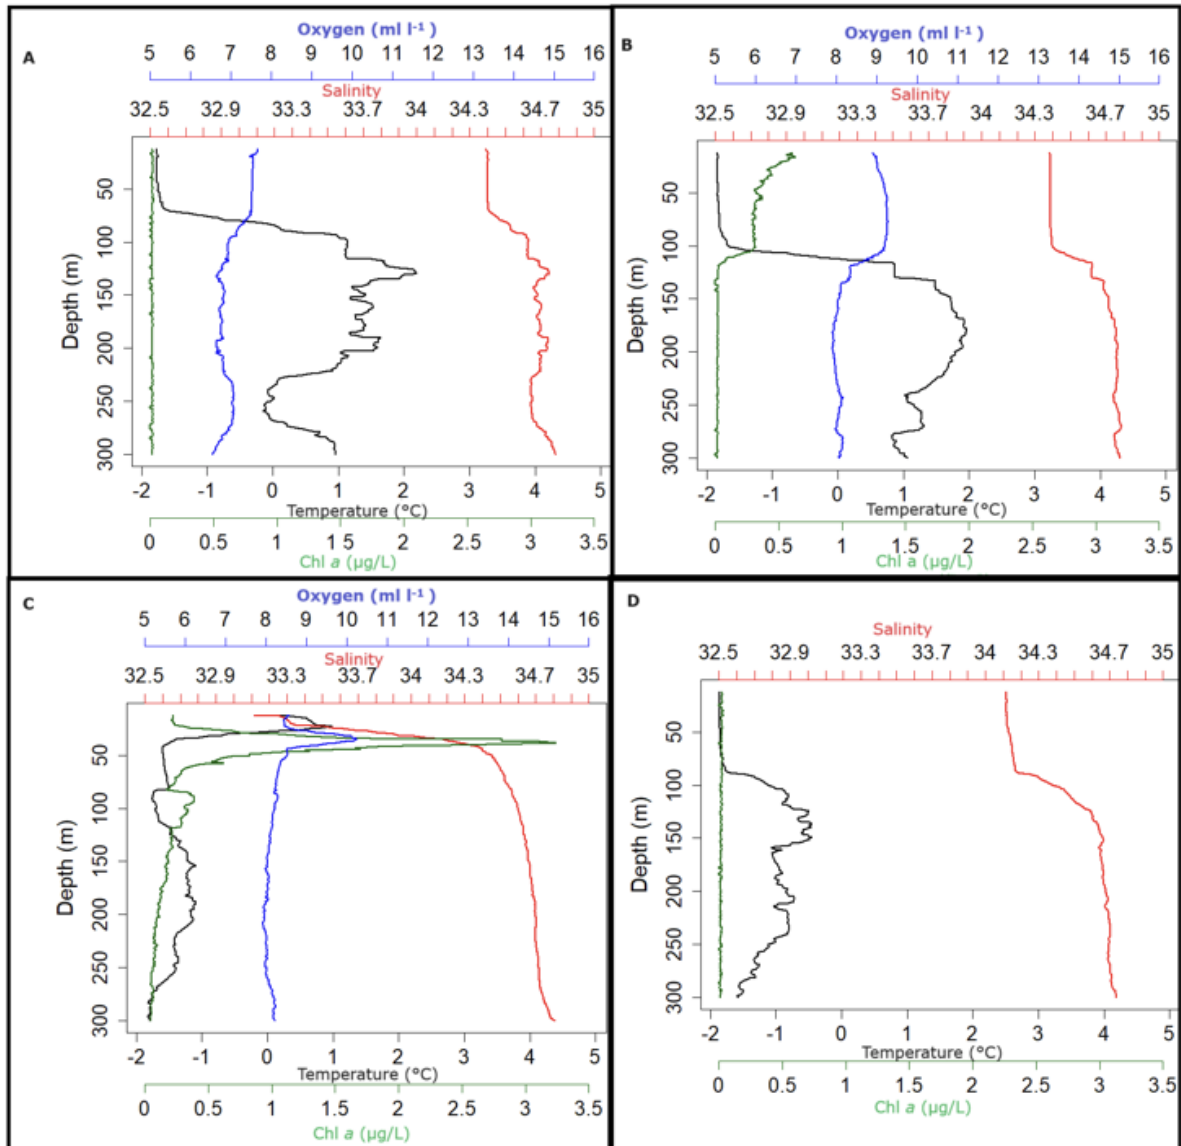 A
Oxygen (ml l⁻¹ )
5 6 7 8 9 10 11 12 13 14 15 16
Salinity
32.5 32.9 33.3 33.7 34 34.3 34.7 35
Depth (m)
50 100 150 200 250 300
-2 -1 0 1 2 3 4 5
Temperature (°C)
0 0.5 1 1.5 2 2.5 3 3.5
Chl a (µg/L)
B
Oxygen (ml l⁻¹ )
5 6 7 8 9 10 11 12 13 14 15 16
Salinity
32.5 32.9 33.3 33.7 34 34.3 34.7 35
Depth (m)
50 100 150 200 250 300
-2 -1 0 1 2 3 4 5
Temperature (°C)
0 0.5 1 1.5 2 2.5 3 3.5
Chl a (µg/L)
C
Oxygen (ml l⁻¹ )
5 6 7 8 9 10 11 12 13 14 15 16
Salinity
32.5 32.9 33.3 33.7 34 34.3 34.7 35
Depth (m)
50 100 150 200 250 300
-2 -1 0 1 2 3 4 5
Temperature (°C)
0 0.5 1 1.5 2 2.5 3 3.5
Chl a (µg/L)
D
Salinity
32.5 32.9 33.3 33.7 34 34.3 34.7 35
Depth (m)
50 100 150 200 250 300
-2 -1 0 1 2 3 4 5
Temperature (°C)
0 0.5 1 1.5 2 2.5 3 3.5
Chl a (µg/L)